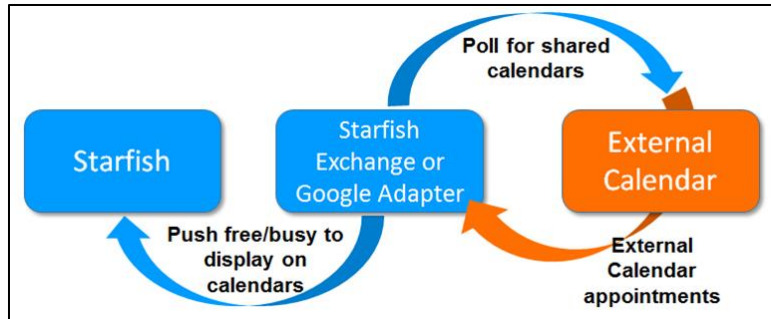 Poll for shared
calendars
Starfish
Starfish
Exchange or
Google Adapter
External
Calendar
Push free/busy to
display on
calendars
External
Calendar
appointments